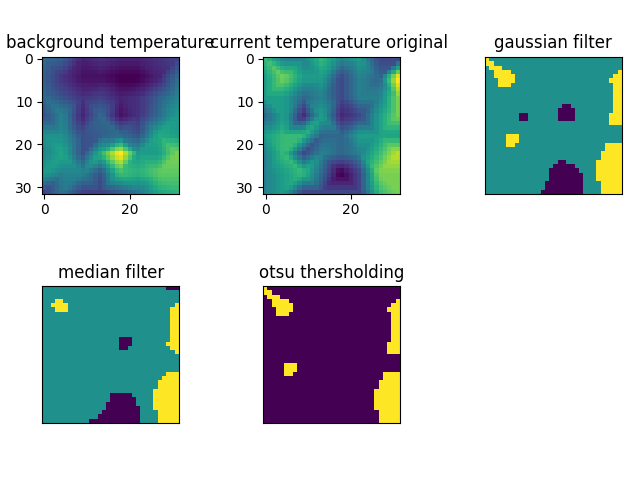 background temperature
current temperature original
gaussian filter
0
10
20
30
0
20
0
10
20
30
0
20
median filter
otsu thersholding